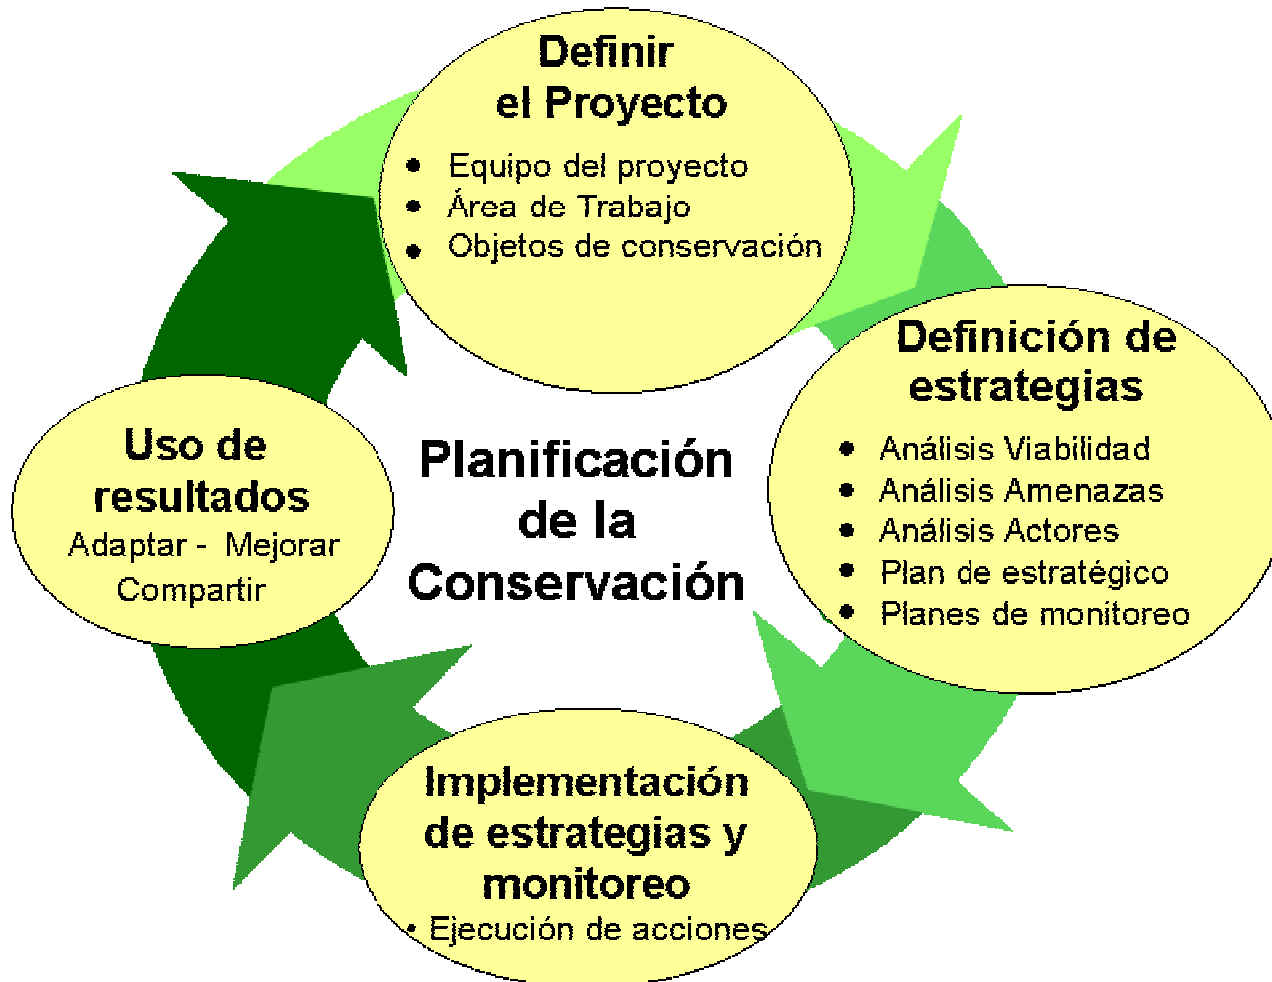 Definir
el Proyecto
• Equipo del proyecto
• Área de Trabajo
• Objetos de conservación
Definición de
estrategias
• Análisis Viabilidad
• Análisis Amenazas
• Análisis Actores
• Plan de estratégico
• Planes de monitoreo
Implementación
de estrategias y
monitoreo
• Ejecución de acciones
Uso de
resultados
Adaptar - Mejorar
Compartir
Planificación
de la
Conservación